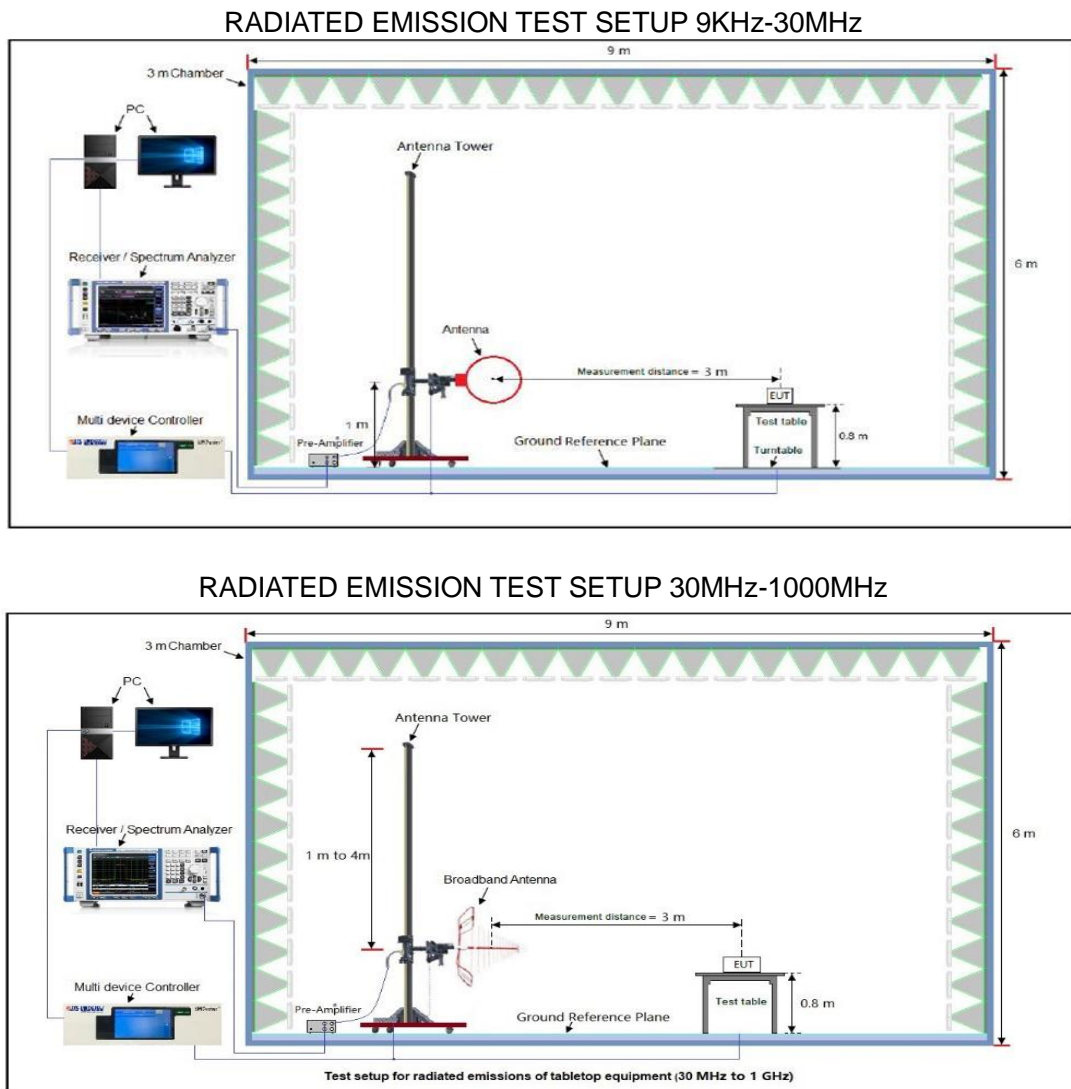 RADIATED EMISSION TEST SETUP 9KHz-30MHz
9 m
3 m Chamber
PC
Antenna Tower
Receiver / Spectrum Analyzer
6 m
Antenna
Measurement distance = 3 m
EUT
Multi device Controller
1 m
Test table
0.8 m
Pre-Amplifier
Ground Reference Plane
Turntable
RADIATED EMISSION TEST SETUP 30MHz-1000MHz
9 m
3 m Chamber
PC
Antenna Tower
Receiver / Spectrum Analyzer
6 m
1 m to 4m
Broadband Antenna
Measurement distance = 3 m
EUT
Multi device Controller
Test table
0.8 m
Pre-Amplifier
Ground Reference Plane
Test setup for radiated emissions of tabletop equipment (30 MHz to 1 GHz)